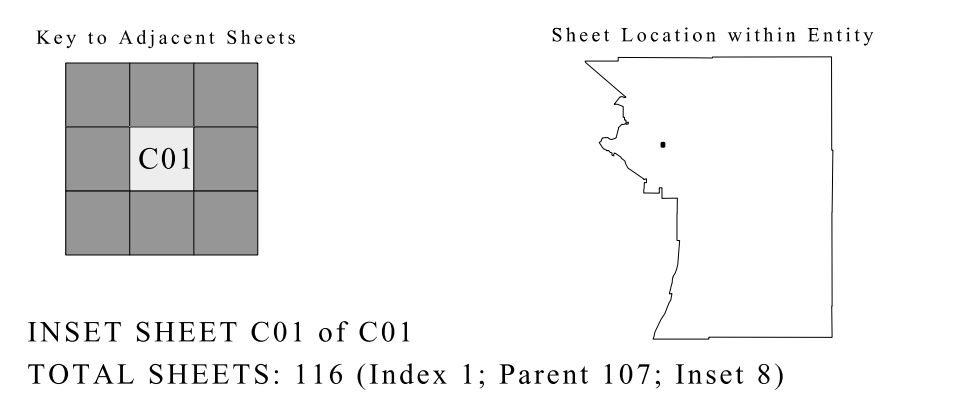 Key to Adjacent Sheets
Sheet Location within Entity
C01
INSET SHEET C01 of C01
TOTAL SHEETS: 116 (Index 1; Parent 107; Inset 8)